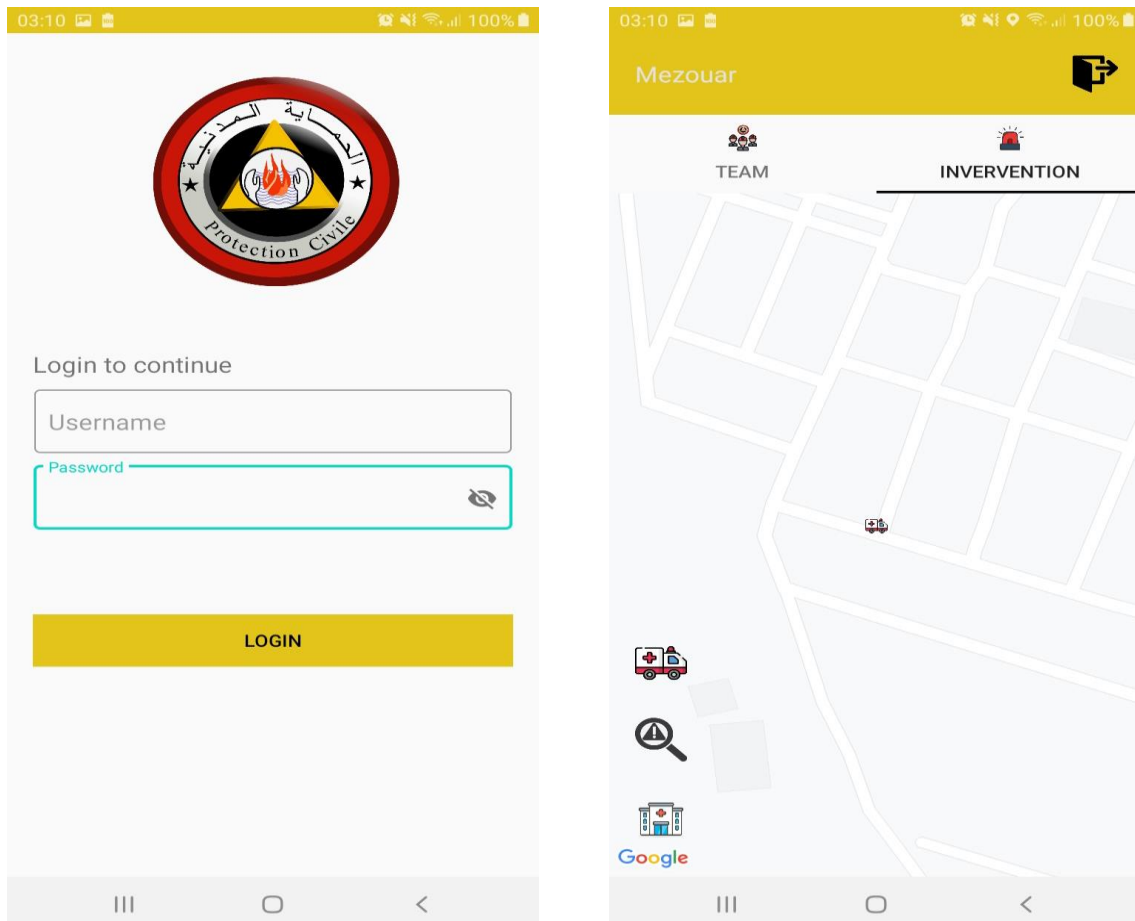 03:10 100%
الحماية المدنية
Protection Civile
Login to continue
Username
Password
LOGIN
03:10 100%
Mezouar
TEAM INVERVENTION
Google